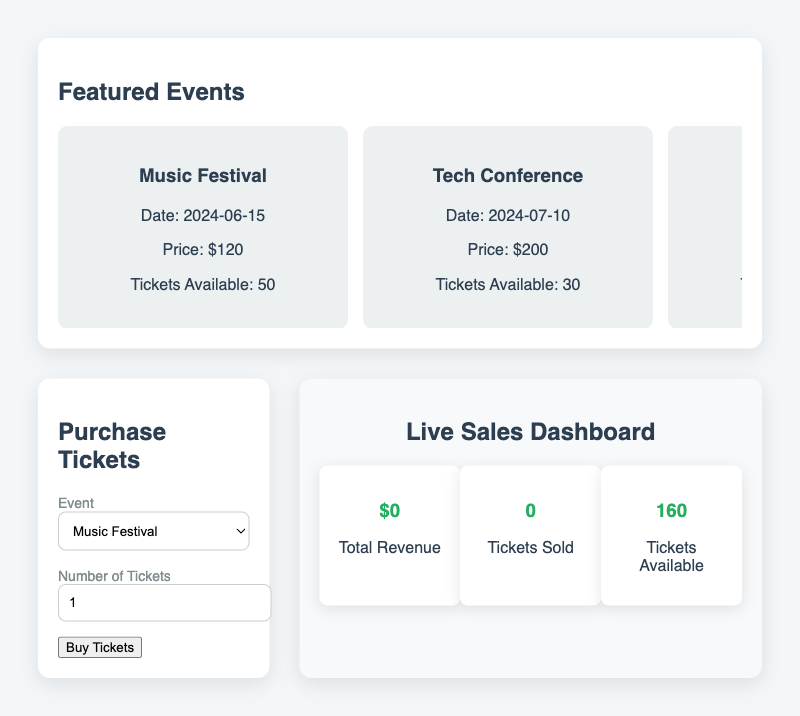 Featured Events
Music Festival
Date: 2024-06-15
Price: $120
Tickets Available: 50
Tech Conference
Date: 2024-07-10
Price: $200
Tickets Available: 30
Purchase
Tickets
Event
Music Festival
Number of Tickets
1
Buy Tickets
Live Sales Dashboard
$0
Total Revenue
0
Tickets Sold
160
Tickets
Available